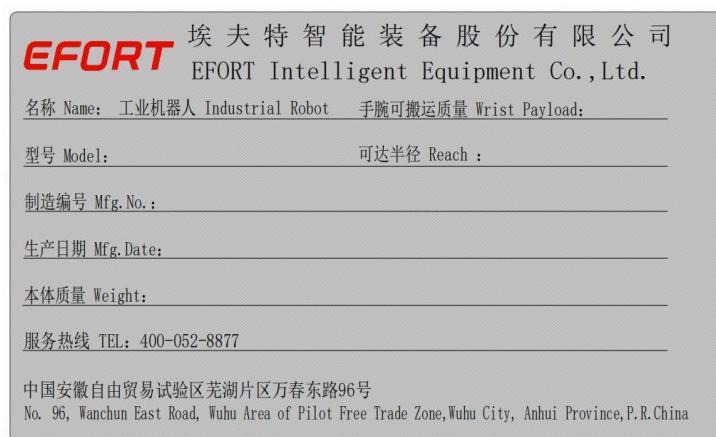 EFORT
埃夫特智能装备股份有限公司
EFORT Intelligent Equipment Co.,Ltd.
名称 Name: 工业机器人 Industrial Robot 手腕可搬运质量 Wrist Payload:
型号 Model: 可达半径 Reach :
制造编号 Mfg.No.:
生产日期 Mfg.Date:
本体质量 Weight:
服务热线 TEL: 400-052-8877
中国安徽自由贸易试验区芜湖片区万春东路96号
No. 96, Wanchun East Road, Wuhu Area of Pilot Free Trade Zone,Wuhu City, Anhui Province,P.R.China